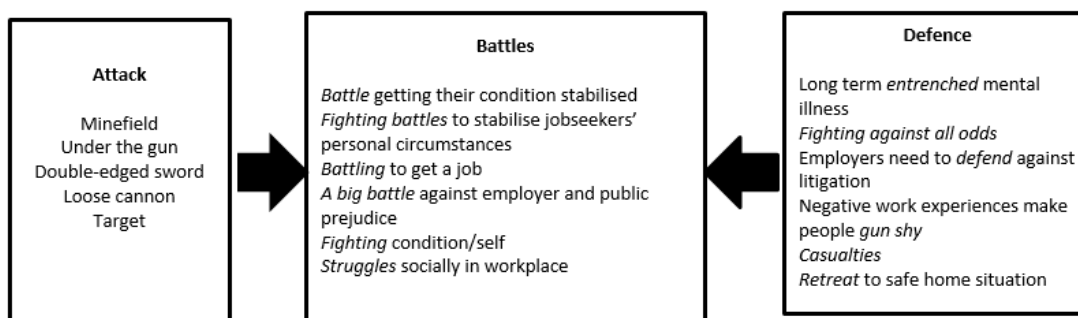 Attack
Minefield
Under the gun
Double-edged sword
Loose cannon
Target
Battles
Battle getting their condition stabilised
Fighting battles to stabilise jobseekers’
personal circumstances
Battling to get a job
A big battle against employer and public
prejudice
Fighting condition/self
Struggles socially in workplace
Defence
Long term entrenched mental
illness
Fighting against all odds
Employers need to defend against
litigation
Negative work experiences make
people gun shy
Casualties
Retreat to safe home situation